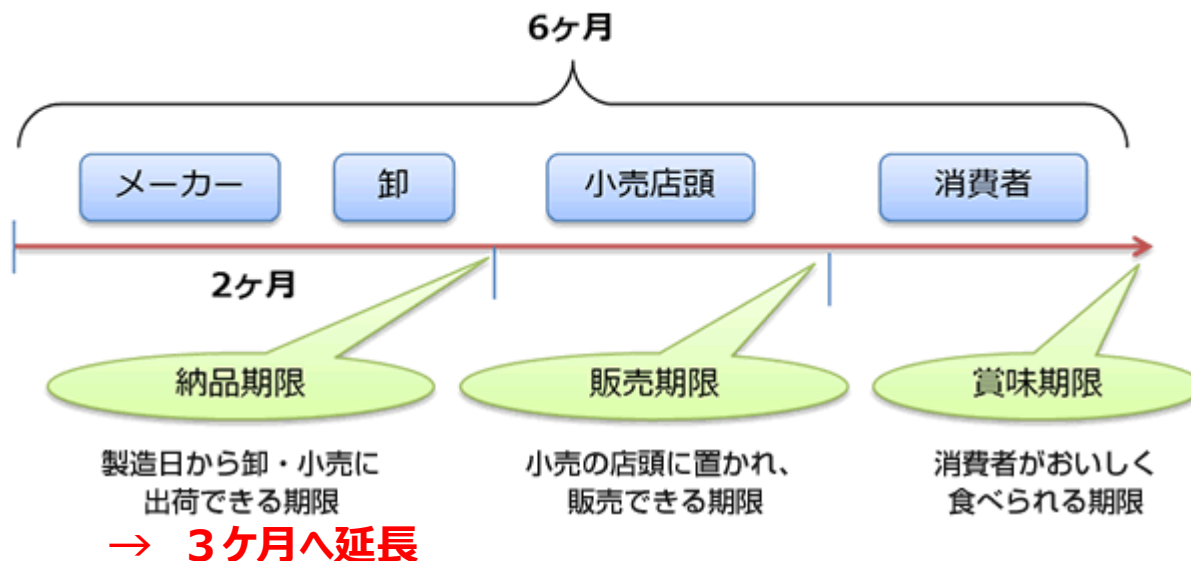 6ヶ月
メーカー
卸
小売店頭
消費者
2ヶ月
納品期限
販売期限
賞味期限
製造日から卸・小売に
出荷できる期限
小売の店頭に置かれ、
販売できる期限
消費者がおいしく
食べられる期限
→ 3ケ月へ延長